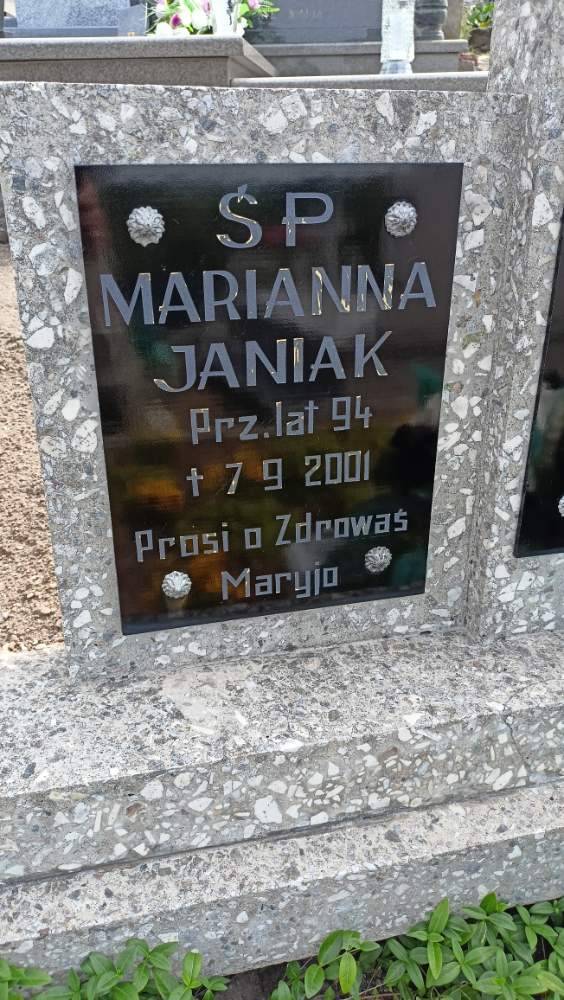 ŚP
MARIANNA
JANIAK
Prz.lat 94
† 7 9 2001
Prosi o Zdrowaś
Maryjo